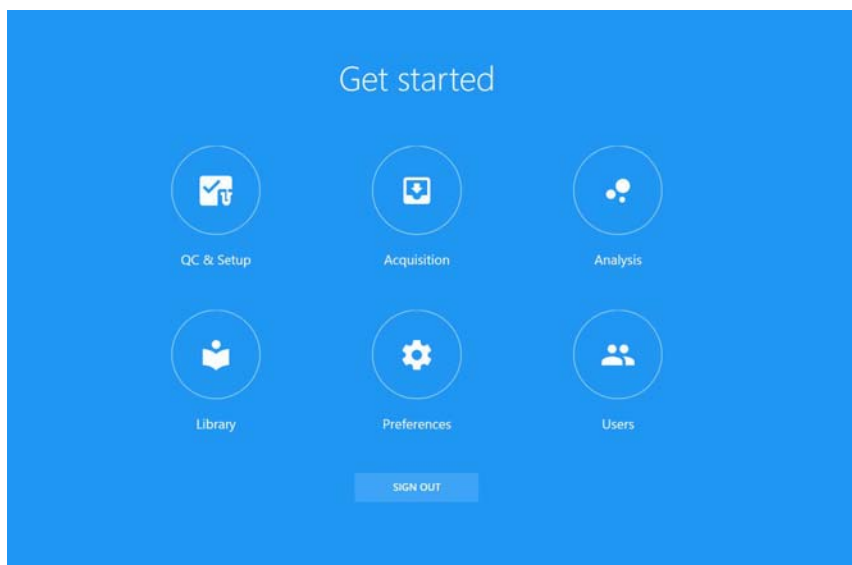 Get started
QC & Setup
Acquisition
Analysis
Library
Preferences
Users
SIGN OUT